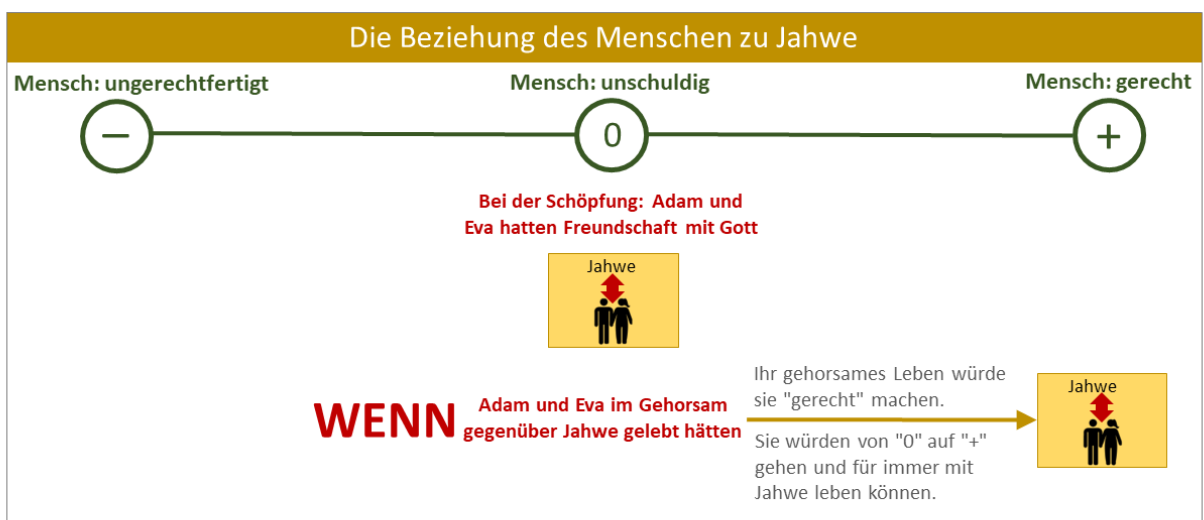 Die Beziehung des Menschen zu Jahwe
Mensch: ungerechtfertigt
Mensch: unschuldig
Mensch: gerecht
−
0
+
Bei der Schöpfung: Adam und
Eva hatten Freundschaft mit Gott
Jahwe
WENN
Adam und Eva im Gehorsam
gegenüber Jahwe gelebt hätten
Ihr gehorsames Leben würde
sie "gerecht" machen.
Sie würden von "0" auf "+"
gehen und für immer mit
Jahwe leben können.
Jahwe